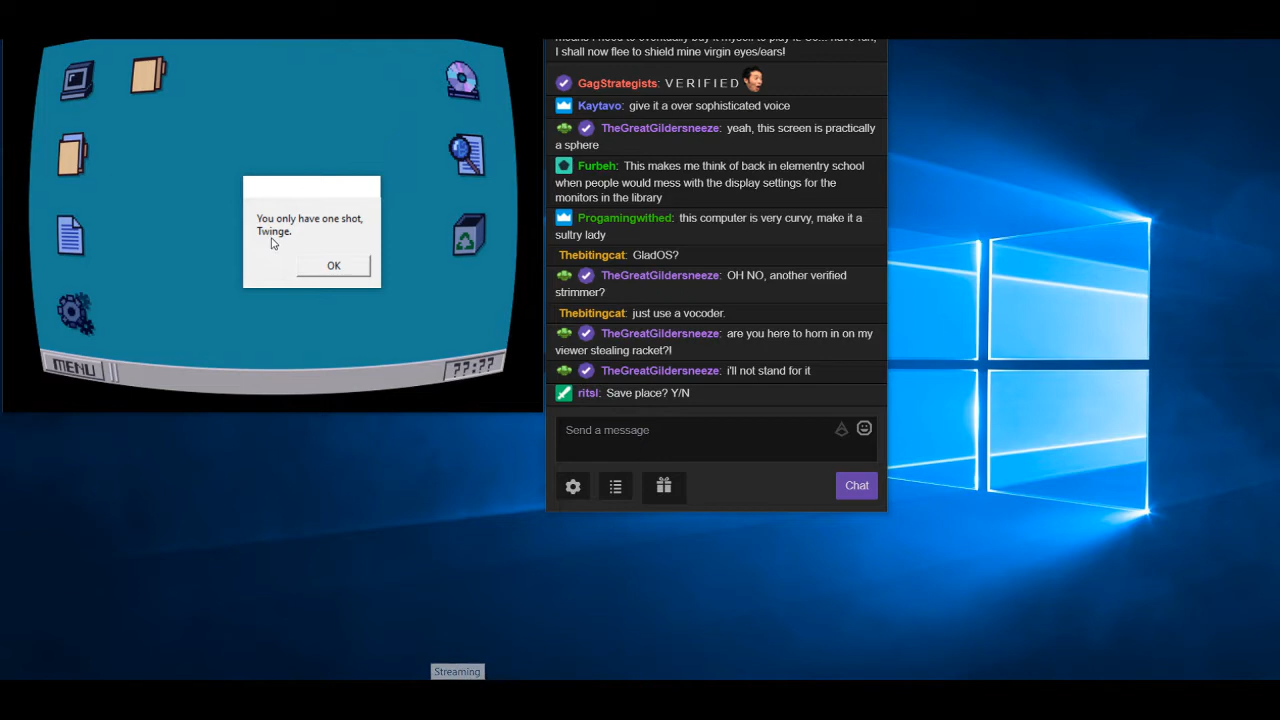 You only have one shot,
Twinge.
OK
MENU
??:??
I shall now flee to shield mine virgin eyes/ears!
GagStrategists: V E R I F I E D
Kaytavo: give it a over sophisticated voice
TheGreatGildersneeze: yeah, this screen is practically
a sphere
Furbeh: This makes me think of back in elementry school
when people would mess with the display settings for the
monitors in the library
Progamingwithed: this computer is very curvy, make it a
sultry lady
Thebitingcat: GladOS?
TheGreatGildersneeze: OH NO, another verified
strimmer?
Thebitingcat: just use a vocoder.
TheGreatGildersneeze: are you here to horn in on my
viewer stealing racket?!
TheGreatGildersneeze: i'll not stand for it
ritsl: Save place? Y/N
Send a message
Chat
Streaming